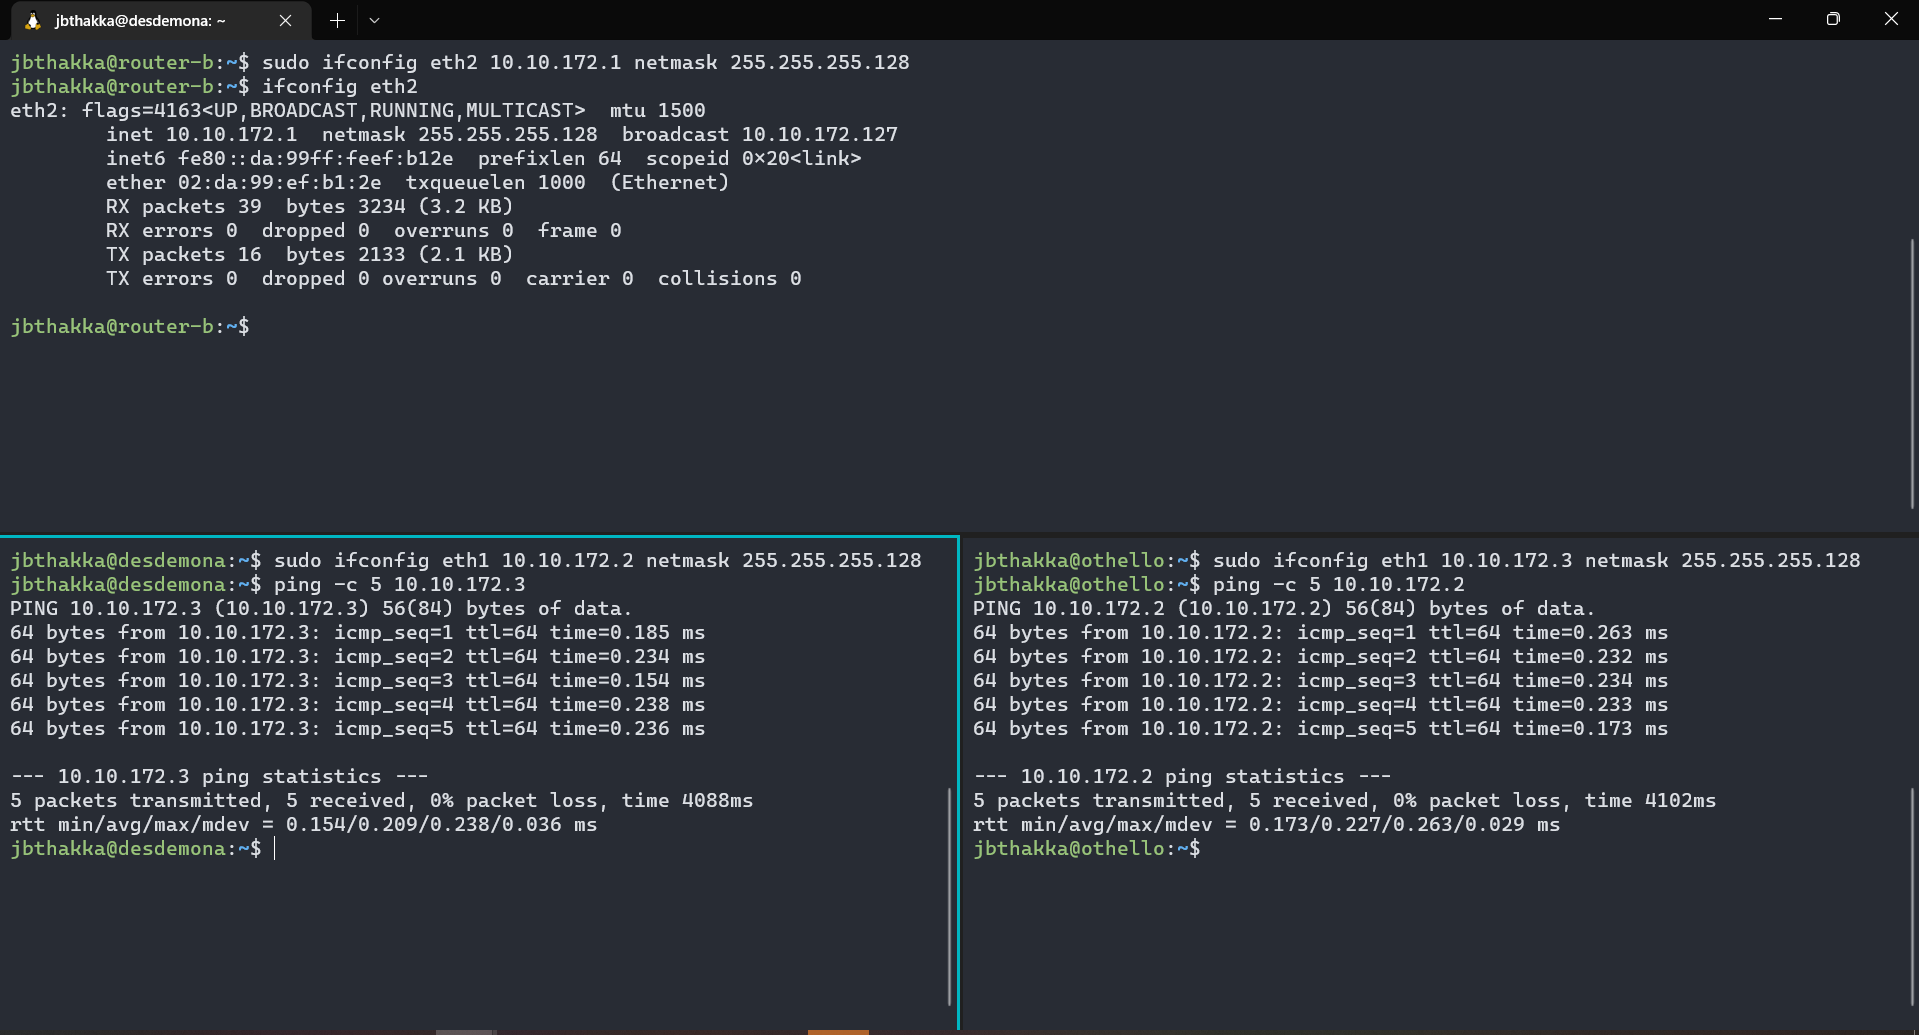 jbthakka@desdemona: ~
jbthakka@router-b:~$ sudo ifconfig eth2 10.10.172.1 netmask 255.255.255.128
jbthakka@router-b:~$ ifconfig eth2
eth2: flags=4163<UP,BROADCAST,RUNNING,MULTICAST>  mtu 1500
        inet 10.10.172.1  netmask 255.255.255.128  broadcast 10.10.172.127
        inet6 fe80::da:99ff:feef:b12e  prefixlen 64  scopeid 0x20<link>
        ether 02:da:99:ef:b1:2e  txqueuelen 1000  (Ethernet)
        RX packets 39  bytes 3234 (3.2 KB)
        RX errors 0  dropped 0  overruns 0  frame 0
        TX packets 16  bytes 2133 (2.1 KB)
        TX errors 0  dropped 0 overruns 0  carrier 0  collisions 0
jbthakka@router-b:~$
jbthakka@desdemona:~$ sudo ifconfig eth1 10.10.172.2 netmask 255.255.255.128
jbthakka@desdemona:~$ ping -c 5 10.10.172.3
PING 10.10.172.3 (10.10.172.3) 56(84) bytes of data.
64 bytes from 10.10.172.3: icmp_seq=1 ttl=64 time=0.185 ms
64 bytes from 10.10.172.3: icmp_seq=2 ttl=64 time=0.234 ms
64 bytes from 10.10.172.3: icmp_seq=3 ttl=64 time=0.154 ms
64 bytes from 10.10.172.3: icmp_seq=4 ttl=64 time=0.238 ms
64 bytes from 10.10.172.3: icmp_seq=5 ttl=64 time=0.236 ms
--- 10.10.172.3 ping statistics ---
5 packets transmitted, 5 received, 0% packet loss, time 4088ms
rtt min/avg/max/mdev = 0.154/0.209/0.238/0.036 ms
jbthakka@desdemona:~$
jbthakka@othello:~$ sudo ifconfig eth1 10.10.172.3 netmask 255.255.255.128
jbthakka@othello:~$ ping -c 5 10.10.172.2
PING 10.10.172.2 (10.10.172.2) 56(84) bytes of data.
64 bytes from 10.10.172.2: icmp_seq=1 ttl=64 time=0.263 ms
64 bytes from 10.10.172.2: icmp_seq=2 ttl=64 time=0.232 ms
64 bytes from 10.10.172.2: icmp_seq=3 ttl=64 time=0.234 ms
64 bytes from 10.10.172.2: icmp_seq=4 ttl=64 time=0.233 ms
64 bytes from 10.10.172.2: icmp_seq=5 ttl=64 time=0.173 ms
--- 10.10.172.2 ping statistics ---
5 packets transmitted, 5 received, 0% packet loss, time 4102ms
rtt min/avg/max/mdev = 0.173/0.227/0.263/0.029 ms
jbthakka@othello:~$